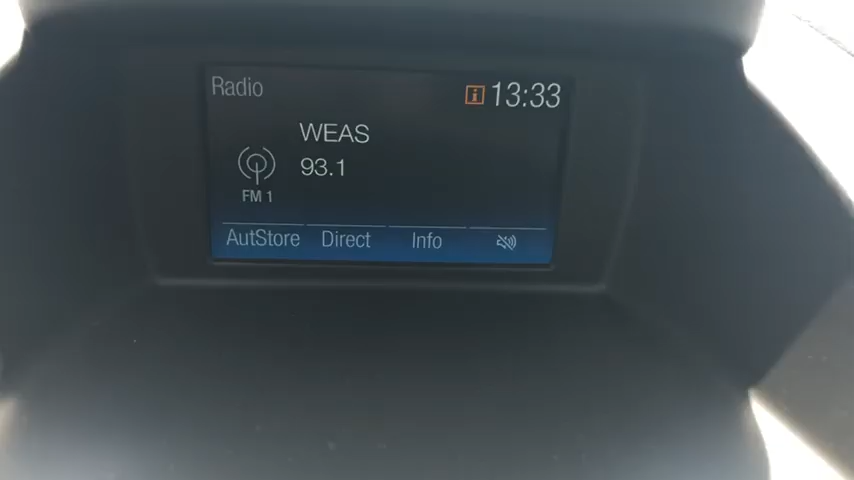 Radio
13:33
WEAS
93.1
FM 1
AutStore Direct Info